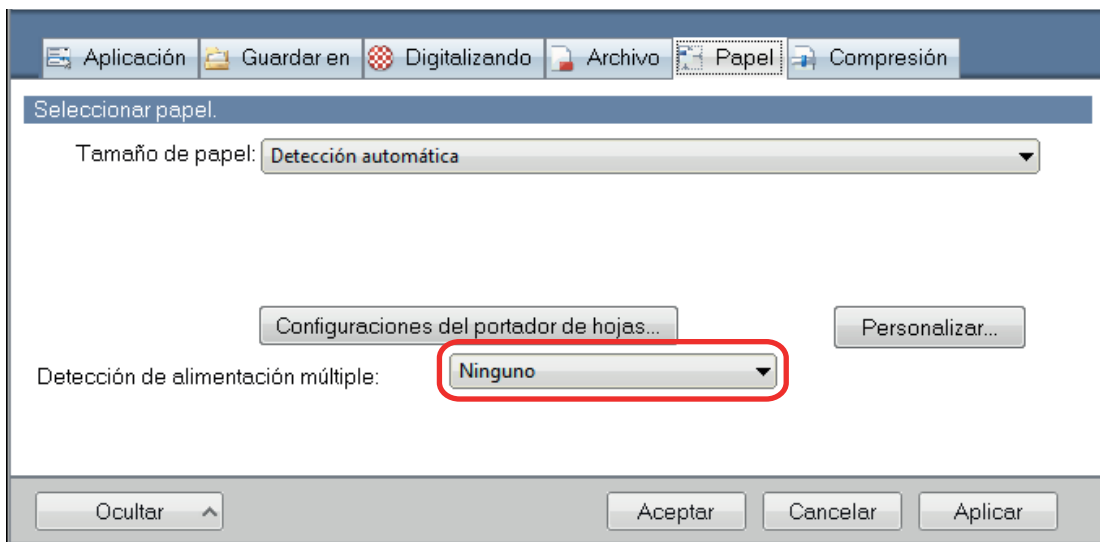 Aplicación Guardar en Digitalizando Archivo Papel Compresión
Seleccionar papel.
Tamaño de papel: Detección automática
Configuraciones del portador de hojas... Personalizar...
Detección de alimentación múltiple: Ninguno
Ocultar Aceptar Cancelar Aplicar